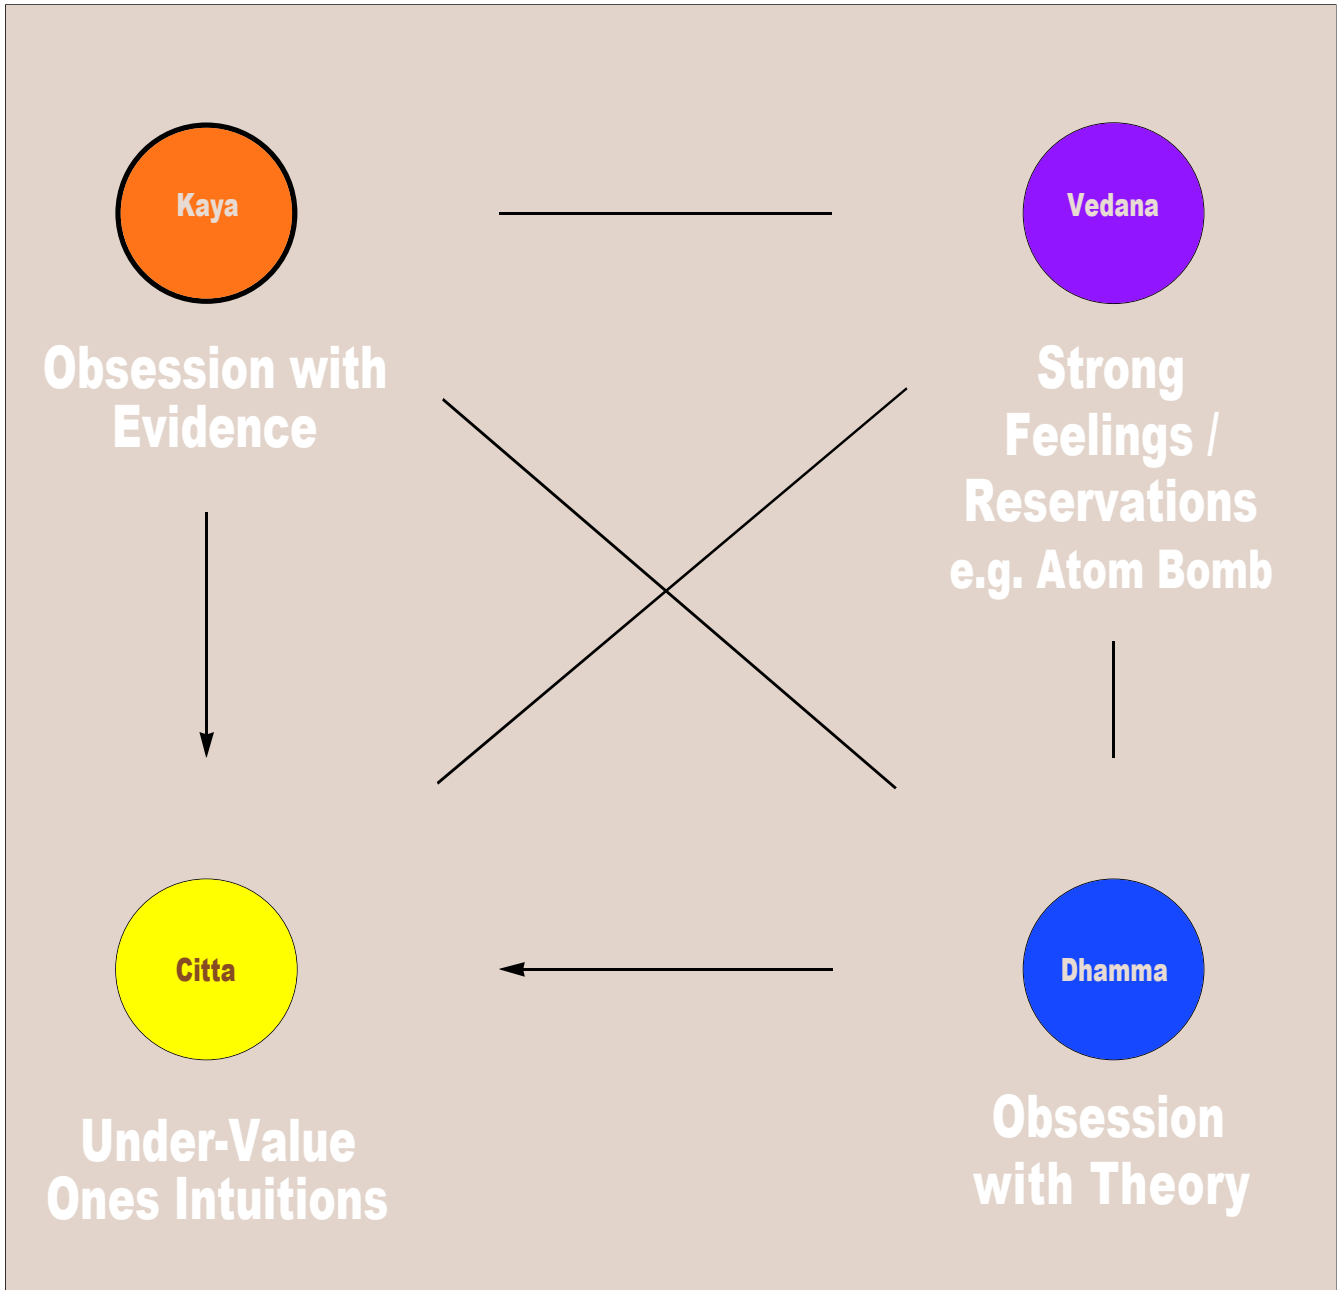 Kaya
Vedana
Obsession with
Evidence
Strong
Feelings /
Reservations
e.g. Atom Bomb
Citta
Dhamma
Under-Value
Ones Intuitions
Obsession
with Theory